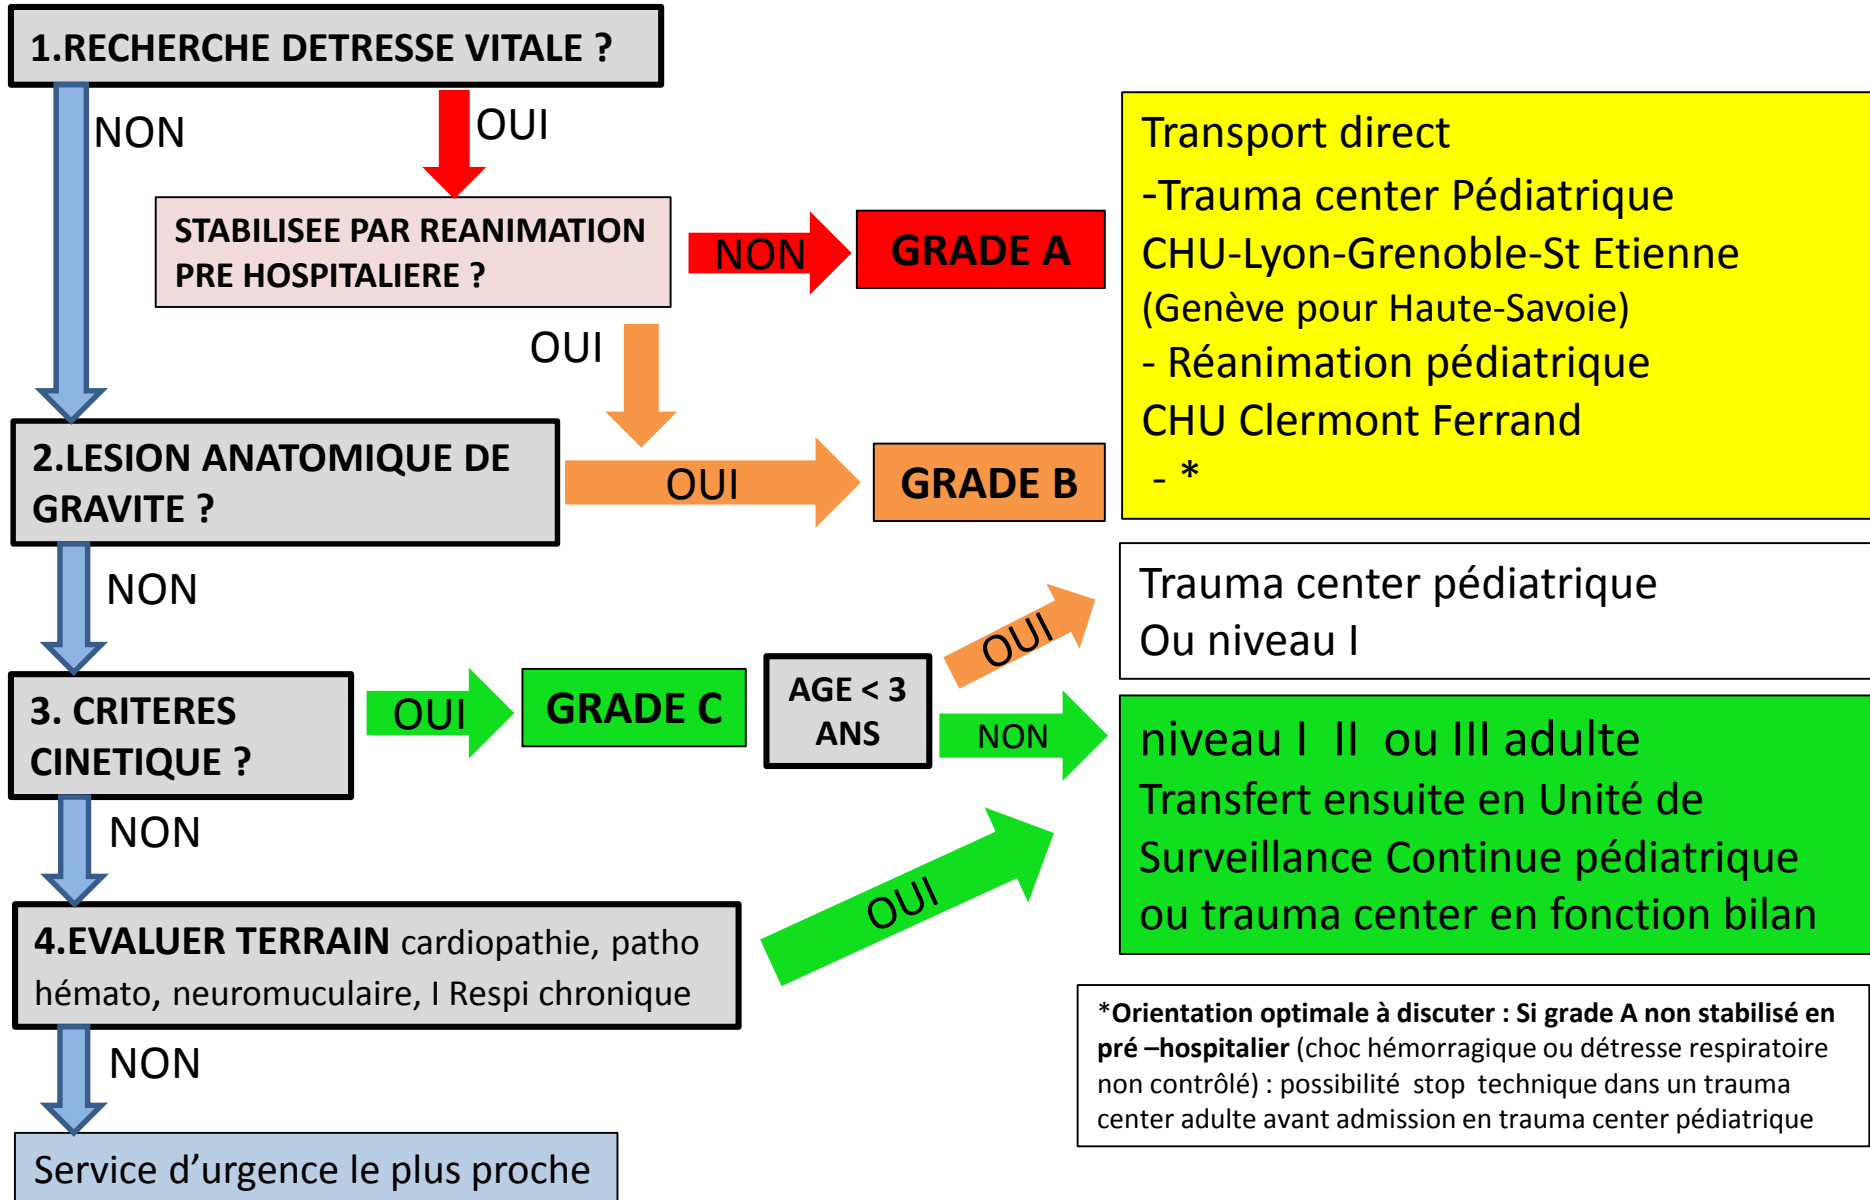 1.RECHERCHE DETRESSE VITALE ?
NON
OUI
STABILISEE PAR REANIMATION
PRE HOSPITALIERE ?
NON
GRADE A
OUI
Transport direct
-Trauma center Pédiatrique
CHU-Lyon-Grenoble-St Etienne
(Genève pour Haute-Savoie)
- Réanimation pédiatrique
CHU Clermont Ferrand
- *
2.LESION ANATOMIQUE DE
GRAVITE ?
OUI
GRADE B
NON
3. CRITERES
CINETIQUE ?
OUI
GRADE C
AGE < 3
ANS
OUI
Trauma center pédiatrique
Ou niveau I
NON
niveau I II ou III adulte
Transfert ensuite en Unité de
Surveillance Continue pédiatrique
ou trauma center en fonction bilan
NON
4.EVALUER TERRAIN cardiopathie, patho
hémato, neuromuculaire, I Respi chronique
OUI
NON
Service d’urgence le plus proche
*Orientation optimale à discuter : Si grade A non stabilisé en
pré –hospitalier (choc hémorragique ou détresse respiratoire
non contrôlé) : possibilité stop technique dans un trauma
center adulte avant admission en trauma center pédiatrique